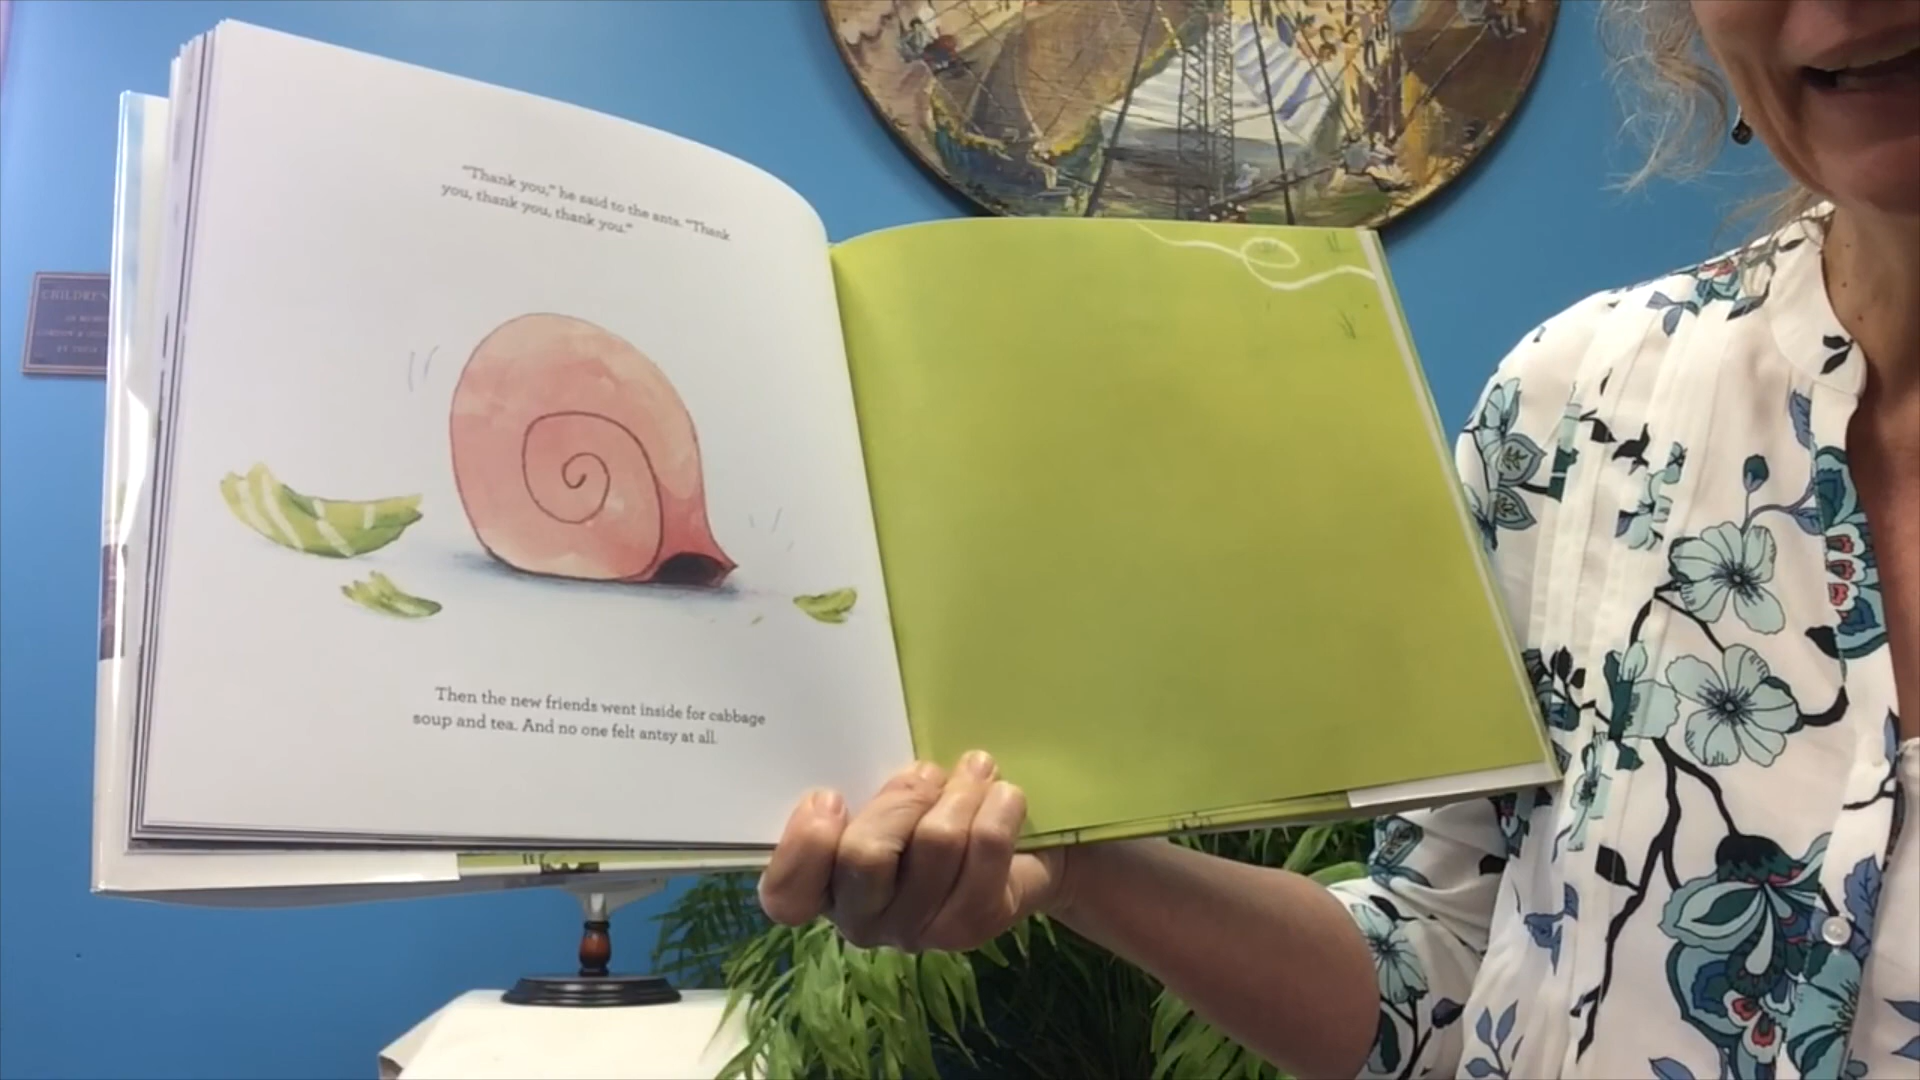 CHILDREN
"Thank you," he said to the ants. "Thank
you, thank you, thank you."
Then the new friends went inside for cabbage
soup and tea. And no one felt antsy at all.